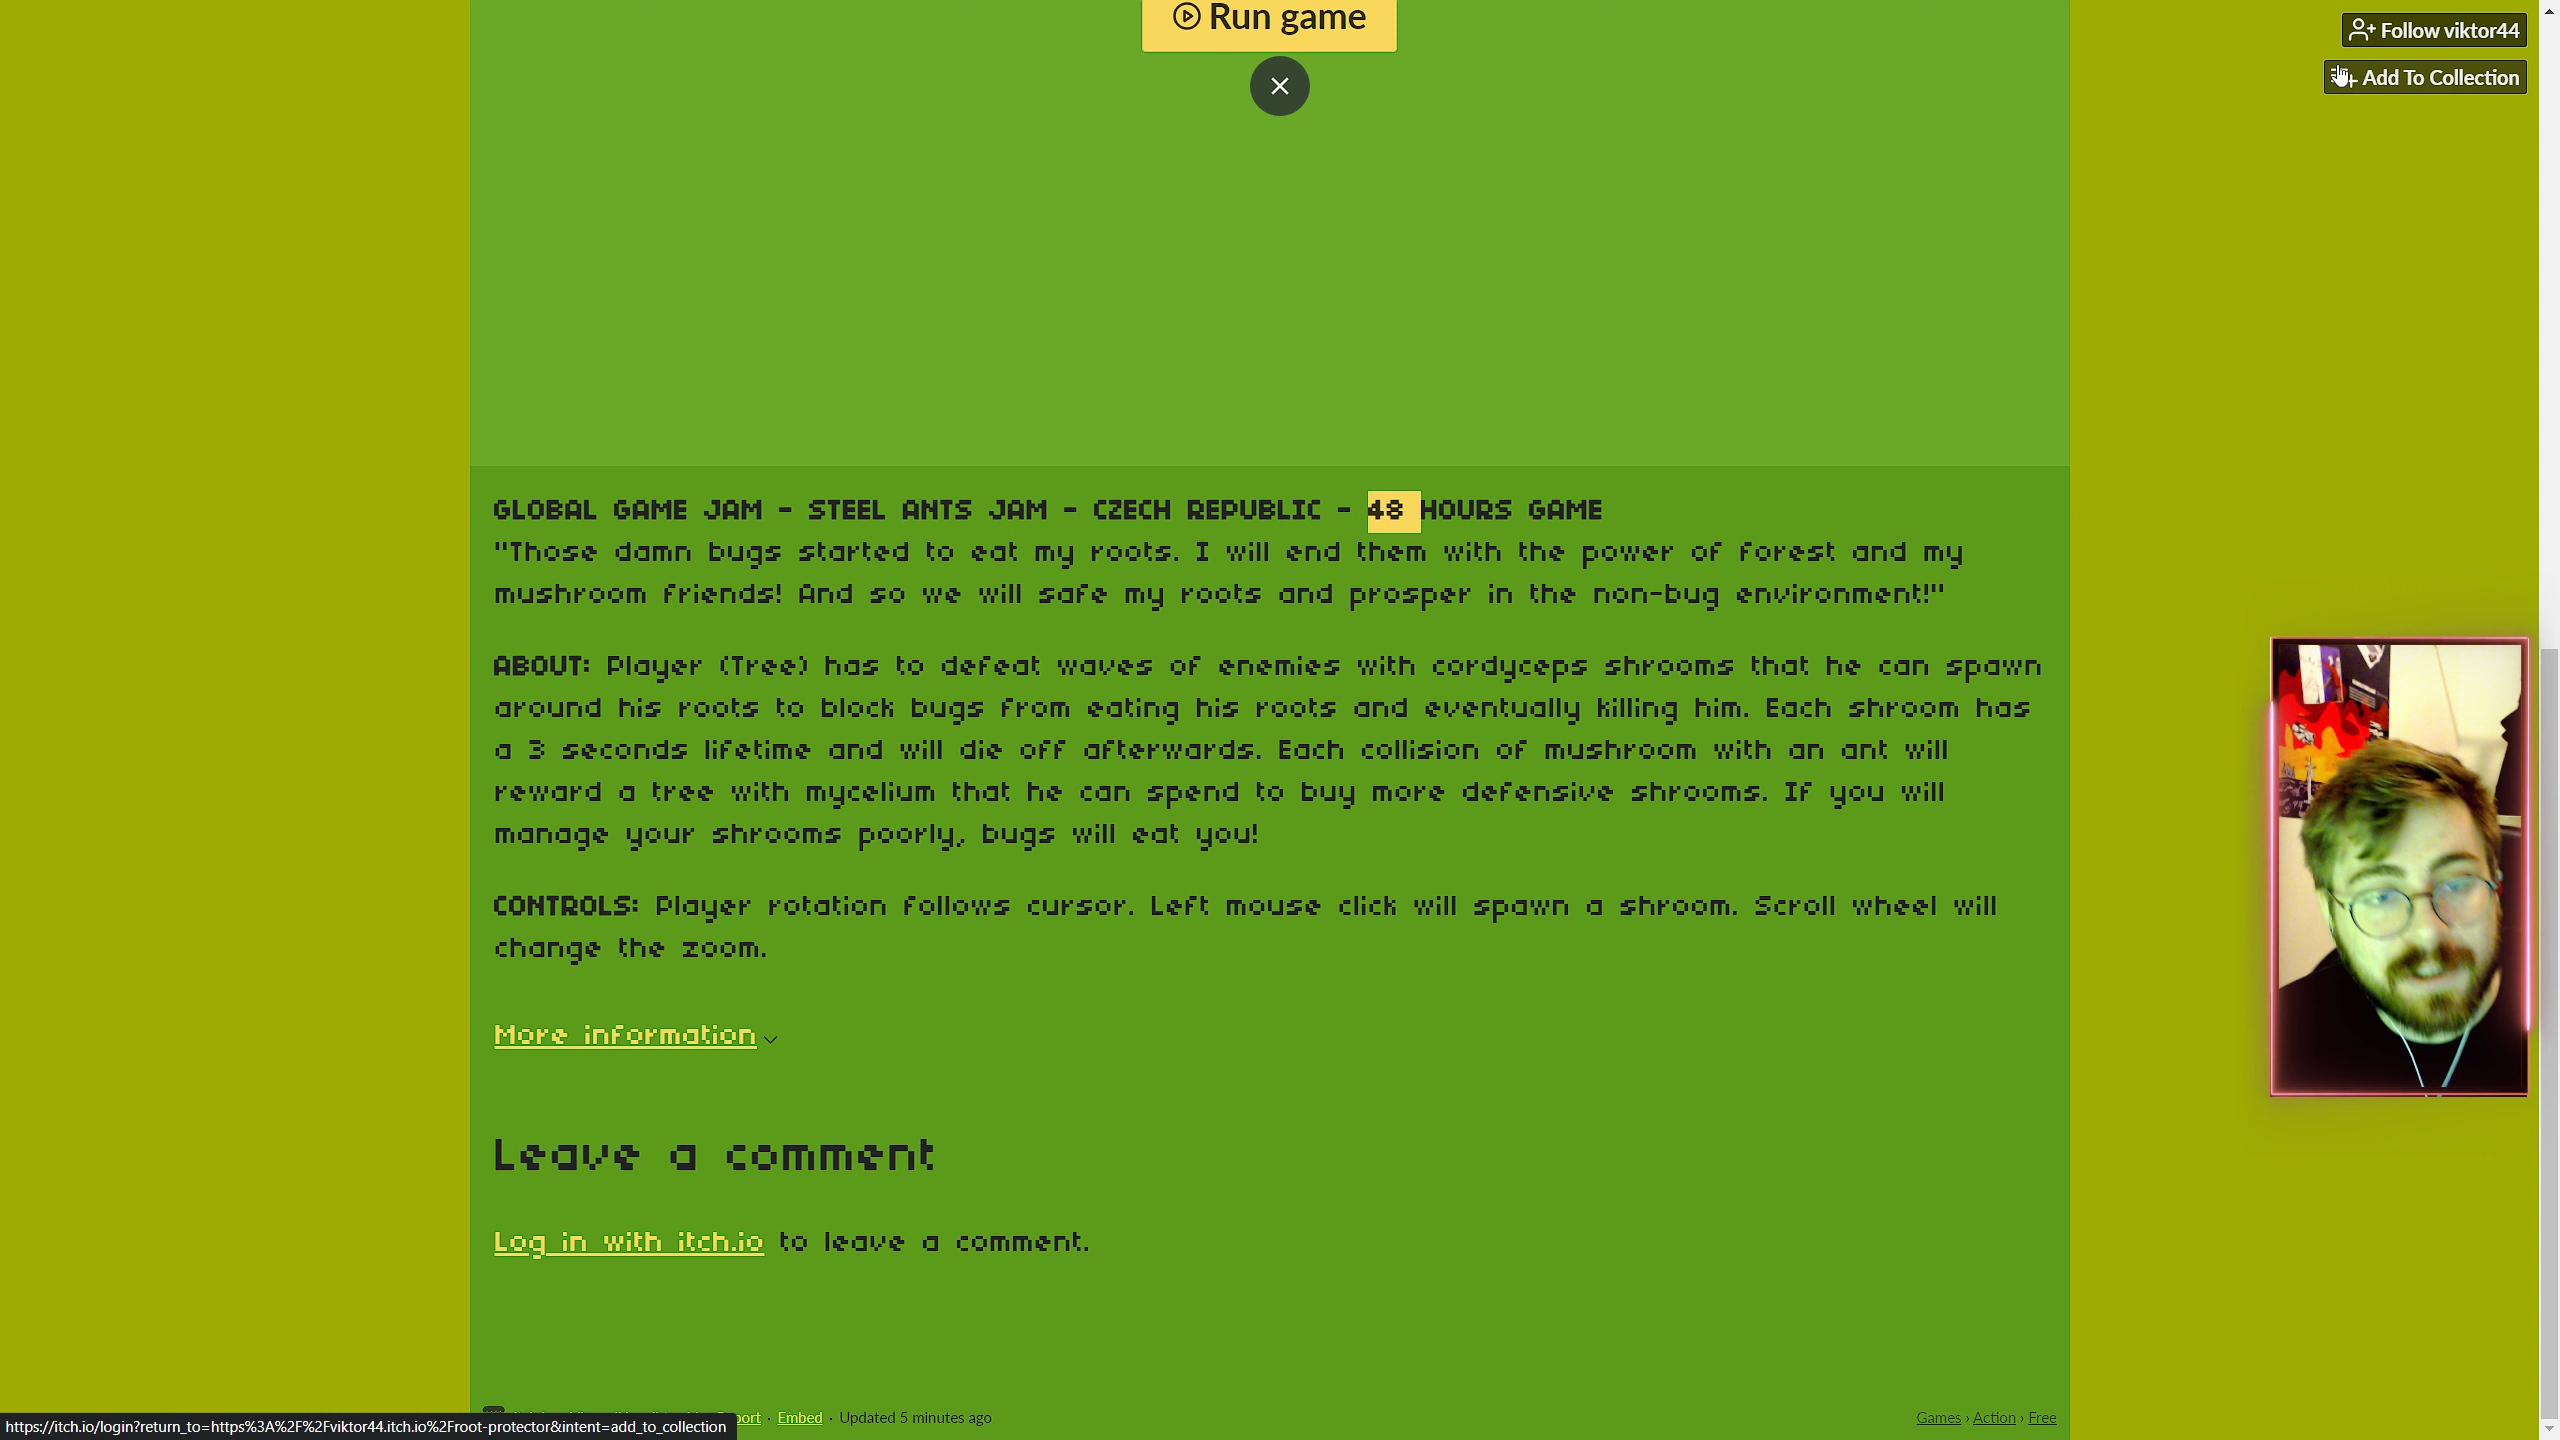 Run game
Follow viktor44
Add To Collection
GLOBAL GAME JAM - STEEL ANTS JAM - CZECH REPUBLIC - 48 HOURS GAME
"Those damn bugs started to eat my roots. I will end them with the power of forest and my
mushroom friends! And so we will safe my roots and prosper in the non-bug environment!"
ABOUT: Player (Tree) has to defeat waves of enemies with cordyceps shrooms that he can spawn
around his roots to block bugs from eating his roots and eventually killing him. Each shroom has
a 3 seconds lifetime and will die off afterwards. Each collision of mushroom with an ant will
reward a tree with mycelium that he can spend to buy more defensive shrooms. If you will
manage your shrooms poorly, bugs will eat you!
CONTROLS: Player rotation follows cursor. Left mouse click will spawn a shroom. Scroll wheel will
change the zoom.
More information
Leave a comment
Log in with itch.io to leave a comment.
Embed · Updated 5 minutes ago
Games › Action › Free
https://itch.io/login?return_to=https%3A%2F%2Fviktor44.itch.io%2Froot-protector&intent=add_to_collection